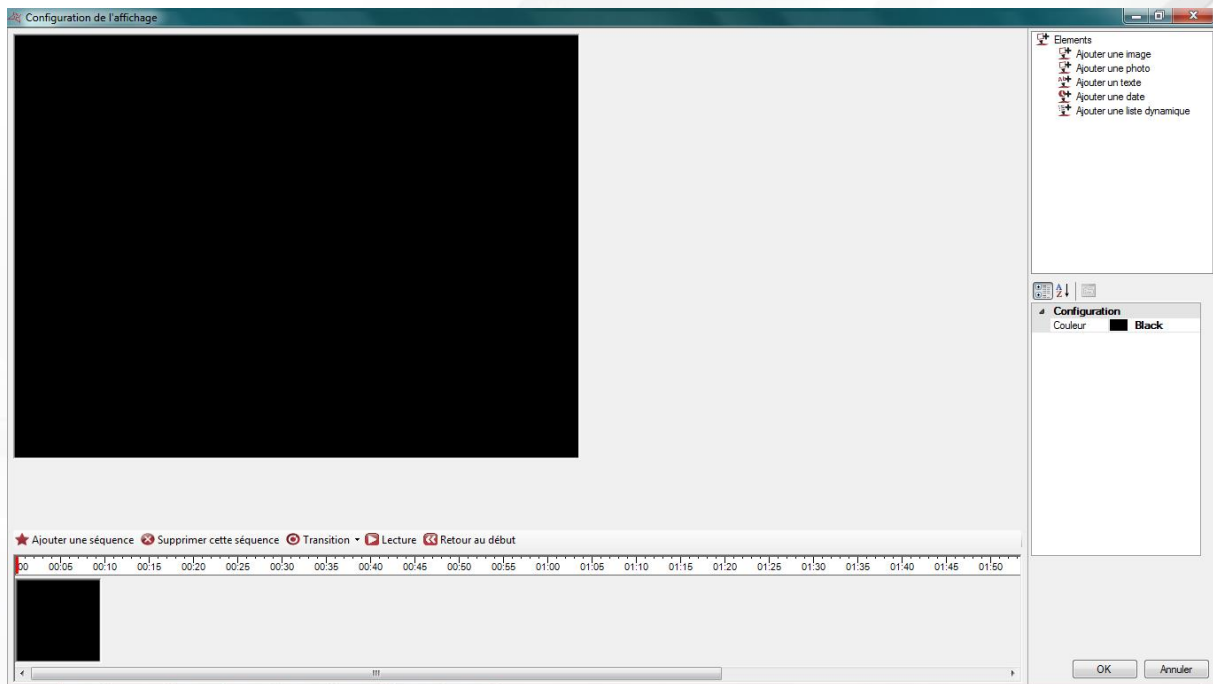 Configuration de l'affichage
Elements
Ajouter une image
Ajouter une photo
Ajouter un texte
Ajouter une date
Ajouter une liste dynamique
Configuration
Couleur Black
Ajouter une séquence Supprimer cette séquence Transition Lecture Retour au début
00 00:05 00:10 00:15 00:20 00:25 00:30 00:35 00:40 00:45 00:50 00:55 01:00 01:05 01:10 01:15 01:20 01:25 01:30 01:35 01:40 01:45 01:50
OK Annuler